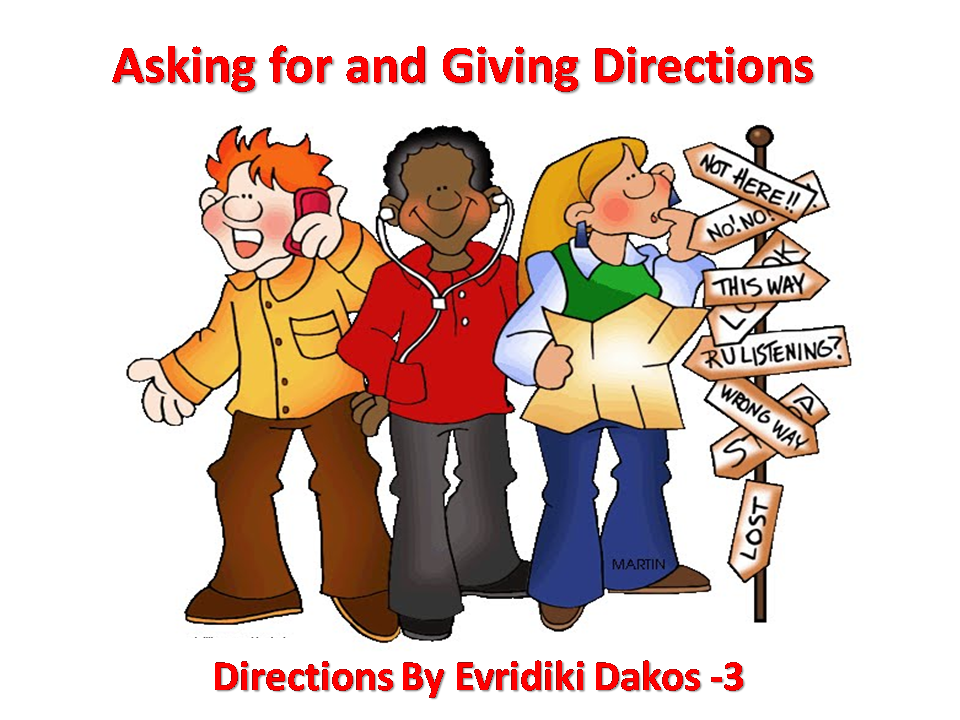 Asking for and Giving Directions
NOT HERE!!
NO! NO!
THIS WAY
R U LISTENING?
WRONG WAY
LOST
MARTIN
Directions By Evridiki Dakos -3